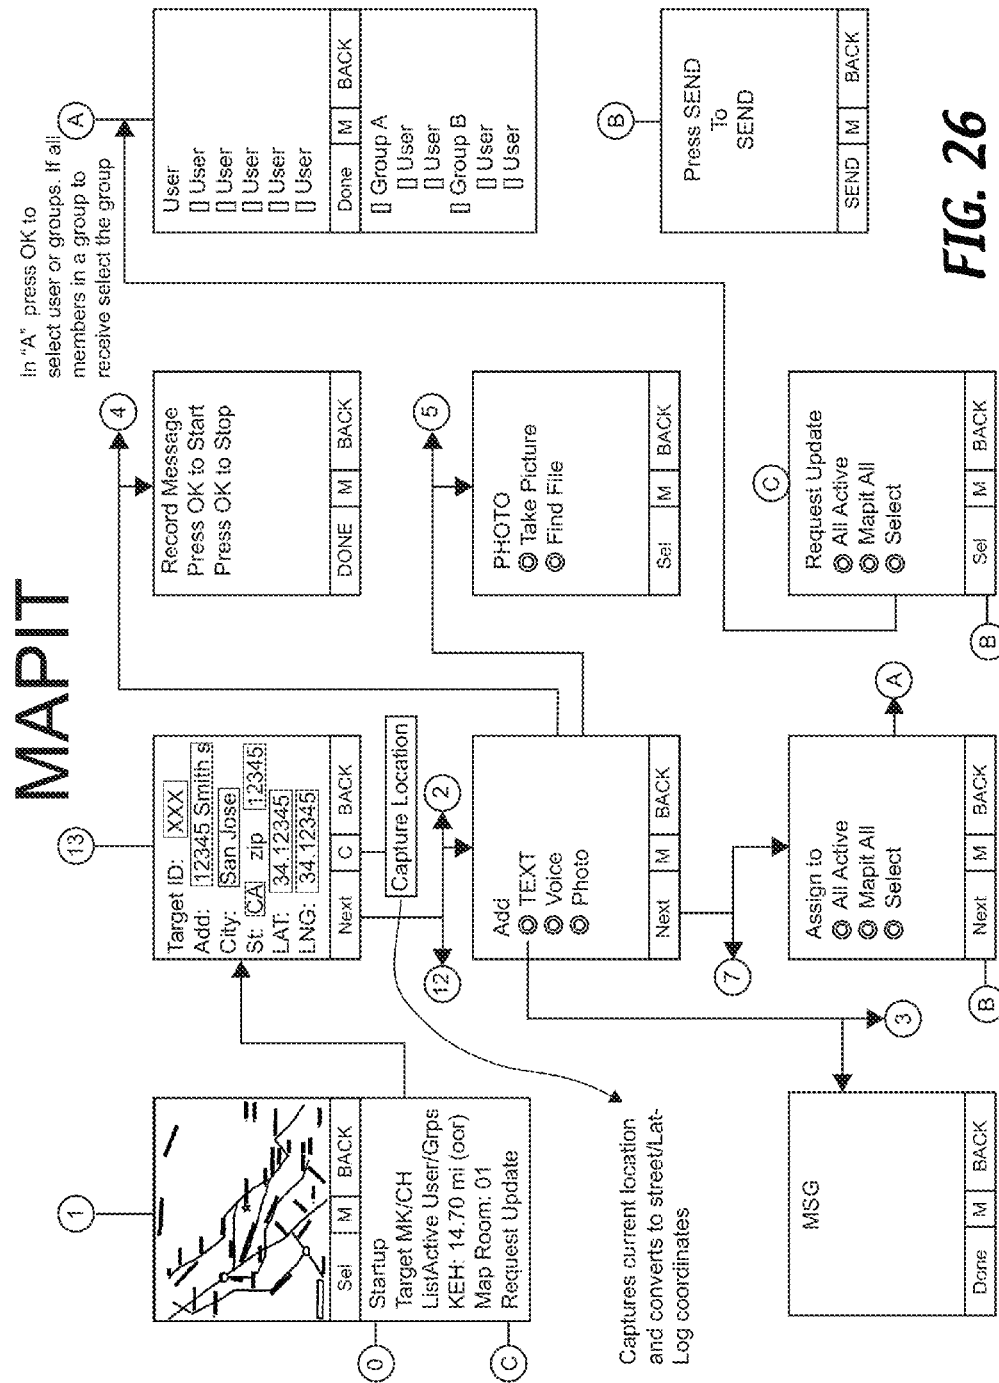 MAPIT
1
Sel M BACK
Startup
Target MK/CH
ListActive User/Grps
KEH: 14.70 mi (oor)
Map Room: 01
Request Update
0
C
13
Target ID: XXX
Add: 12345 Smith s
City: San Jose
St: CA zip 12345
LAT: 34.12345
LNG: 34.12345
Next C BACK
Capture Location
Captures current location
and converts to street/Lat-
Log coordinates
12
2
Add
TEXT
Voice
Photo
Next M BACK
3
MSG
Done M BACK
7
Assign to
All Active
Mapit All
Select
Next M BACK
A
B
4
Record Message
Press OK to Start
Press OK to Stop
DONE M BACK
5
PHOTO
Take Picture
Find File
Sel M BACK
C
Request Update
All Active
Mapit All
Select
Sel M BACK
B
In "A" press OK to
select user or groups. If all
members in a group to
receive select the group
A
User
[] User
[] User
[] User
[] User
[] User
Done M BACK
[] Group A
[] User
[] User
[] Group B
[] User
[] User
B
Press SEND
To
SEND
SEND M BACK
FIG. 26